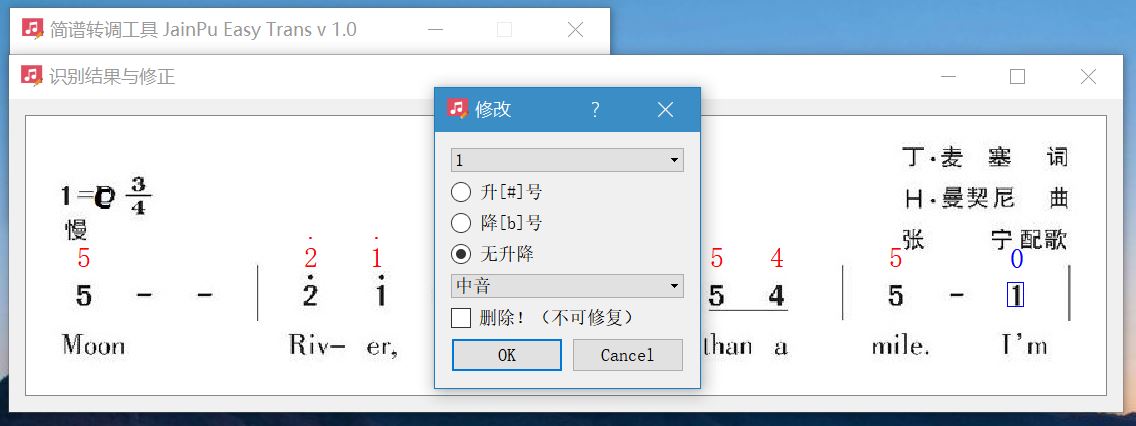 简谱转调工具 JainPu Easy Trans v 1.0
识别结果与修正
修改
1
升[#]号
降[b]号
无升降
中音
删除！（不可修复）
OK Cancel
丁·麦 塞 词
1= 3/4
H·曼契尼 曲
慢
张 宁 配歌
5 2 1 5 4 5 0
5 - - 2 1 5 4 5 - 1
Moon Riv- er, than a mile. I'm